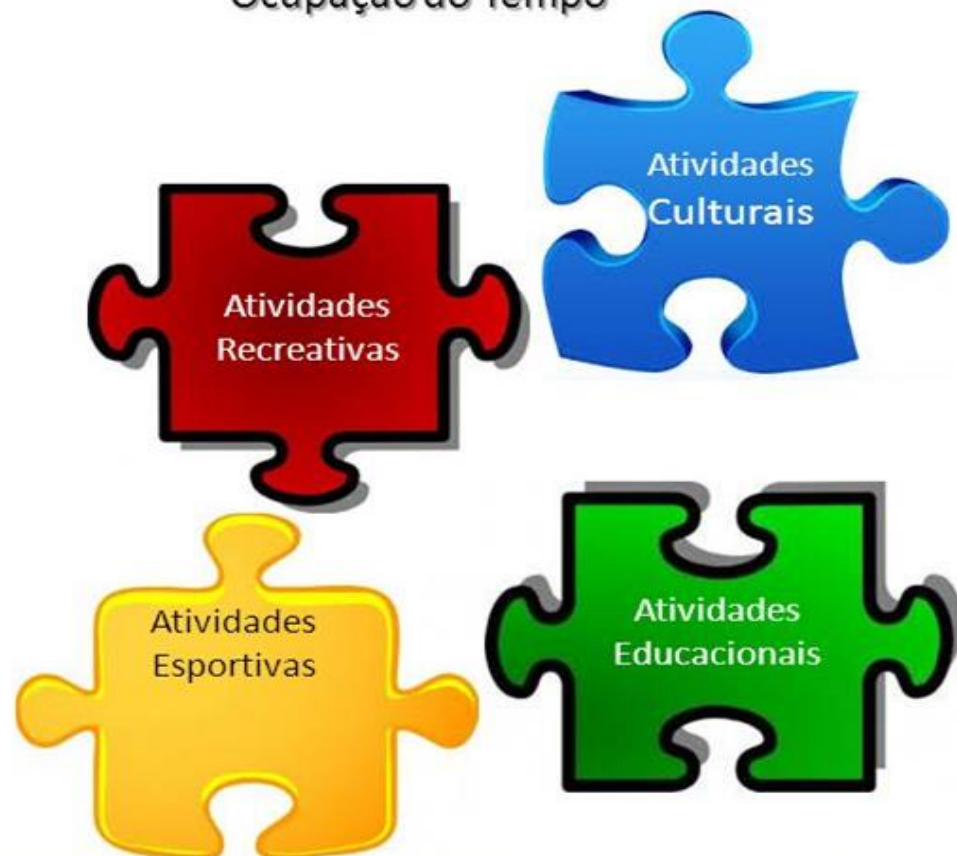 Ocupação do Tempo
Atividades
Culturais
Atividades
Recreativas
Atividades
Esportivas
Atividades
Educacionais